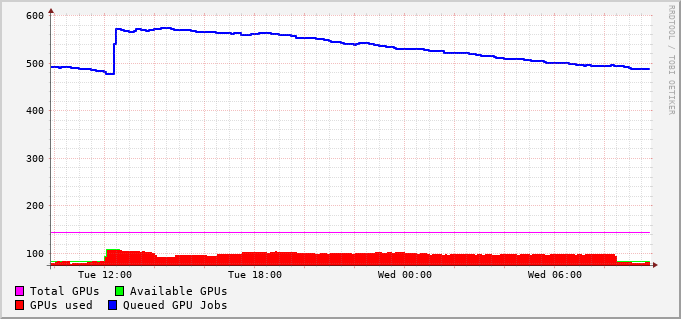 600
500
400
300
200
100
Tue 12:00 Tue 18:00 Wed 00:00 Wed 06:00
Total GPUs Available GPUs
GPUs used Queued GPU Jobs
RRDTOOL / TOBI OETIKER